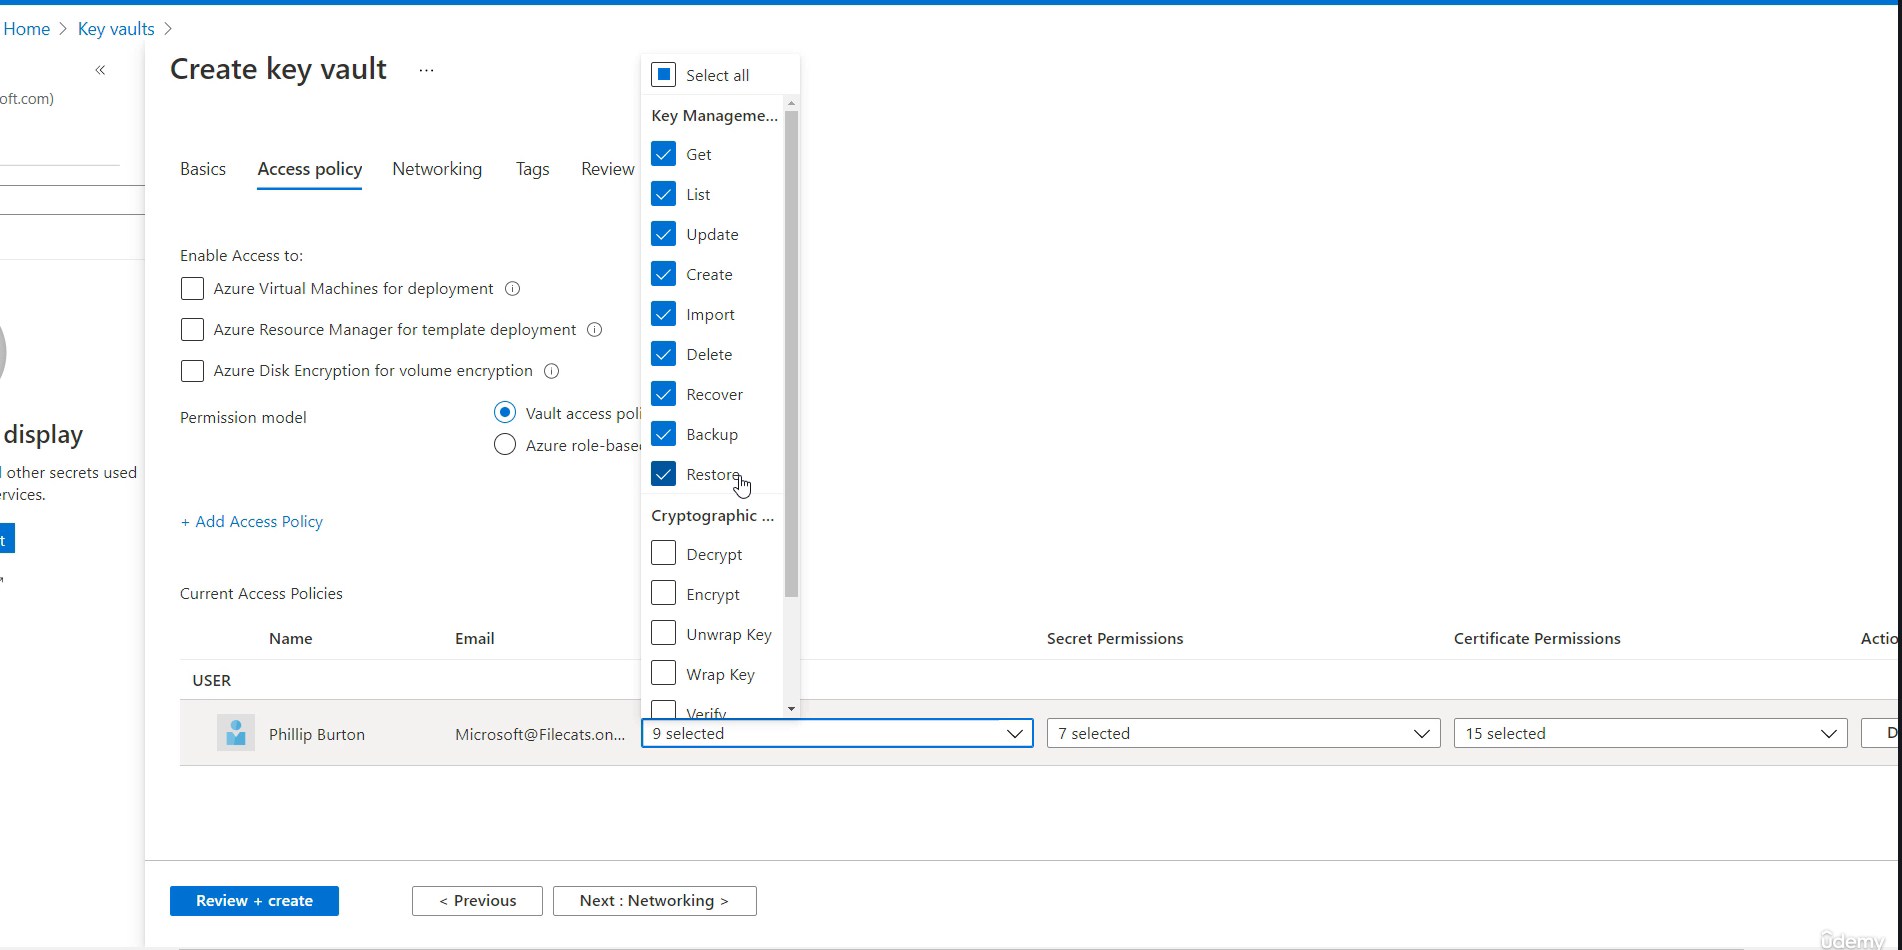 Home > Key vaults >
«
Create key vault ...
oft.com)
Basics
Access policy
Networking
Tags
Review
Enable Access to:
Azure Virtual Machines for deployment
Azure Resource Manager for template deployment
Azure Disk Encryption for volume encryption
Permission model
Vault access poli
Azure role-base
display
other secrets used
rvices.
t
+ Add Access Policy
Select all
Key Manageme...
Get
List
Update
Create
Import
Delete
Recover
Backup
Restore
Cryptographic ...
Decrypt
Encrypt
Unwrap Key
Wrap Key
Verify
Current Access Policies
Name
Email
Secret Permissions
Certificate Permissions
Actio
USER
Phillip Burton
Microsoft@Filecats.on...
9 selected
7 selected
15 selected
D
Review + create
< Previous
Next : Networking >
ûdemy